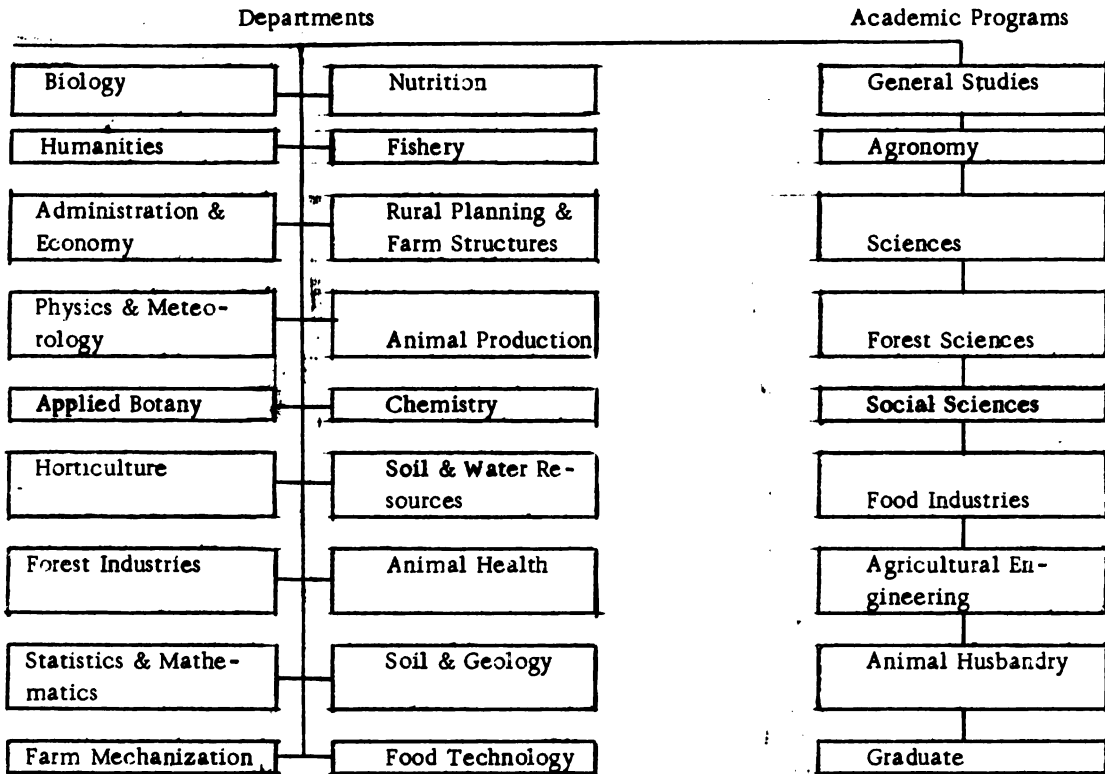 Departments
Academic Programs
Biology
Nutrition
General Studies
Humanities
Fishery
Agronomy
Administration &
Economy
Rural Planning &
Farm Structures
Sciences
Physics & Meteo-
rology
Animal Production
Forest Sciences
Applied Botany
Chemistry
Social Sciences
Horticulture
Soil & Water Re-
sources
Food Industries
Forest Industries
Animal Health
Agricultural En-
gineering
Statistics & Mathe-
matics
Soil & Geology
Animal Husbandry
Farm Mechanization
Food Technology
Graduate